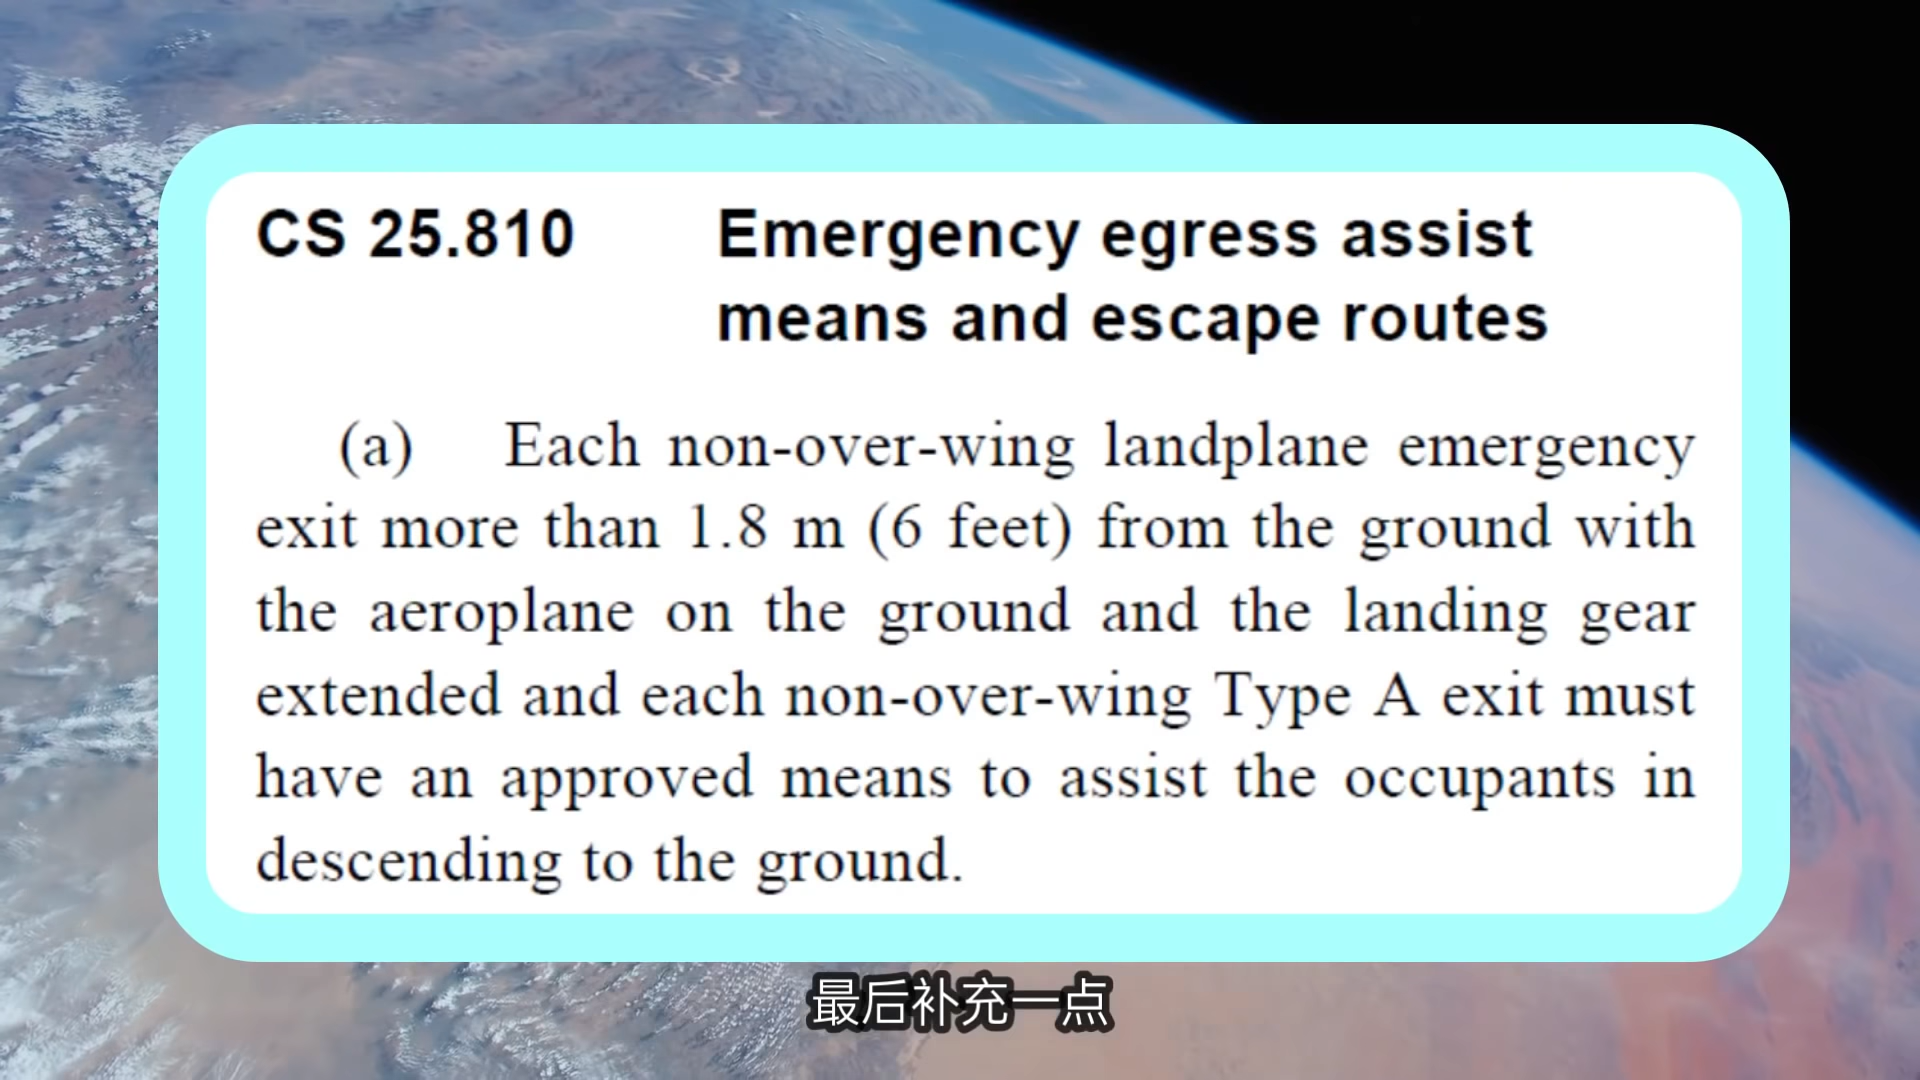 CS 25.810 Emergency egress assist
means and escape routes
(a) Each non-over-wing landplane emergency
exit more than 1.8 m (6 feet) from the ground with
the aeroplane on the ground and the landing gear
extended and each non-over-wing Type A exit must
have an approved means to assist the occupants in
descending to the ground.
最后补充一点